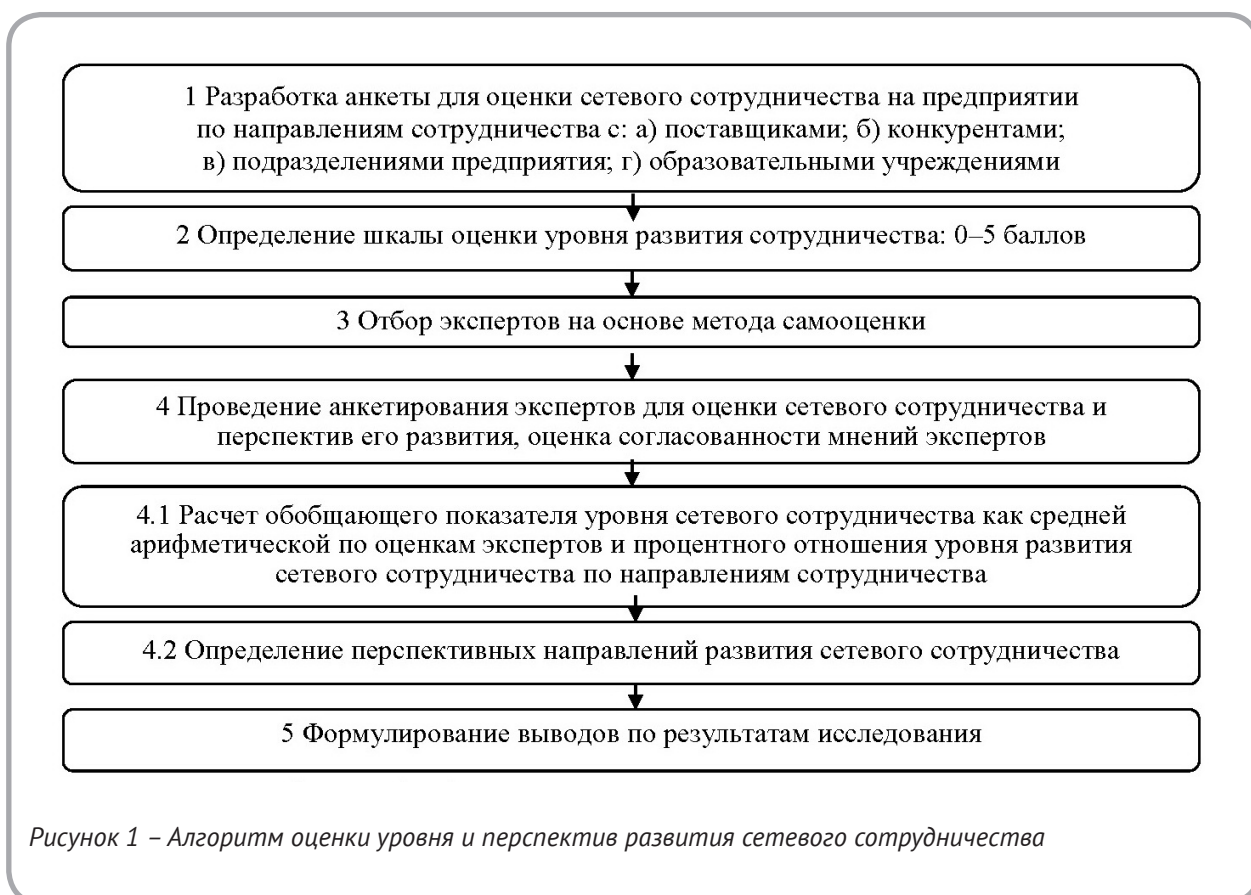 1 Разработка анкеты для оценки сетевого сотрудничества на предприятии
по направлениям сотрудничества с: а) поставщиками; б) конкурентами;
в) подразделениями предприятия; г) образовательными учреждениями
2 Определение шкалы оценки уровня развития сотрудничества: 0–5 баллов
3 Отбор экспертов на основе метода самооценки
4 Проведение анкетирования экспертов для оценки сетевого сотрудничества и
перспектив его развития, оценка согласованности мнений экспертов
4.1 Расчет обобщающего показателя уровня сетевого сотрудничества как средней
арифметической по оценкам экспертов и процентного отношения уровня развития
сетевого сотрудничества по направлениям сотрудничества
4.2 Определение перспективных направлений развития сетевого сотрудничества
5 Формулирование выводов по результатам исследования
Рисунок 1 – Алгоритм оценки уровня и перспектив развития сетевого сотрудничества